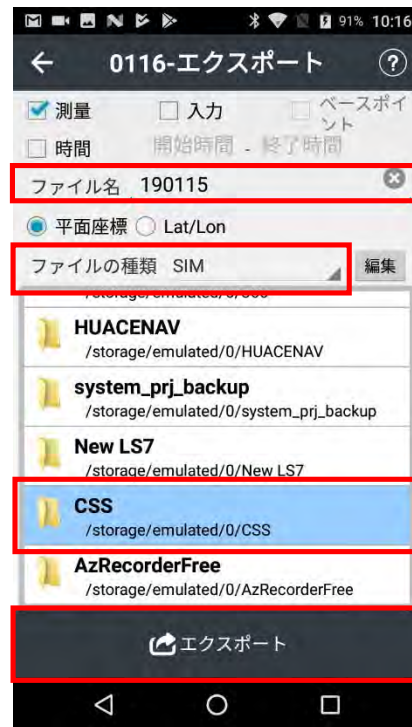 91% 10:16
0116-エクスポート ?
測量 入力 ベースポイ
ント
時間 開始時間 - 終了時間
ファイル名 190115
平面座標 Lat/Lon
ファイルの種類 SIM 編集
HUACENAV
/storage/emulated/0/HUACENAV
system_prj_backup
/storage/emulated/0/system_prj_backup
New LS7
/storage/emulated/0/New LS7
CSS
/storage/emulated/0/CSS
AzRecorderFree
/storage/emulated/0/AzRecorderFree
エクスポート